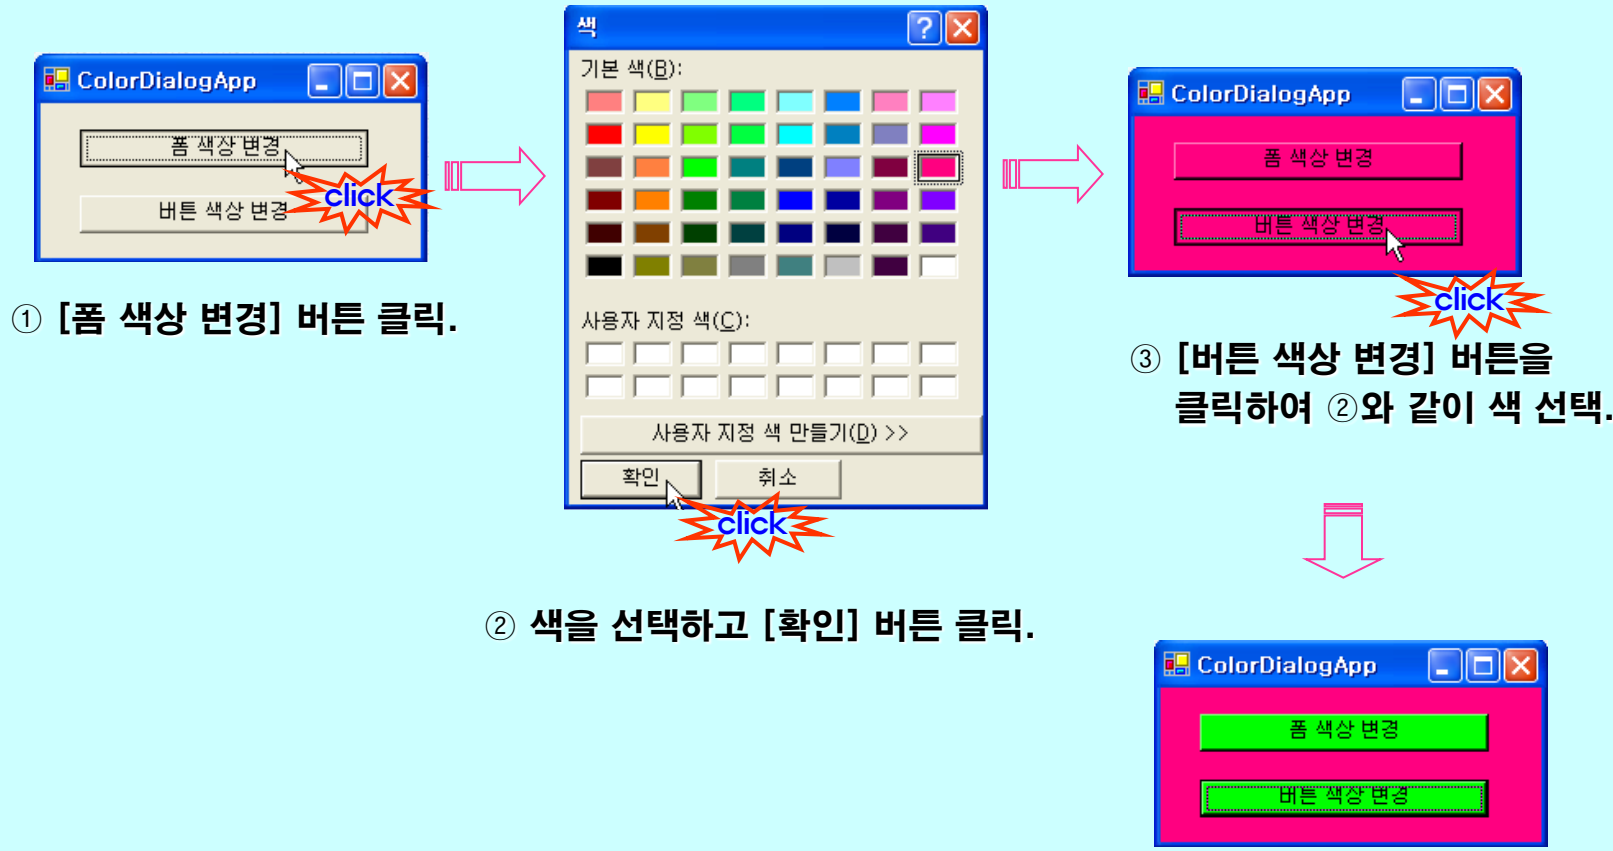 ColorDialogApp
폼 색상 변경
click
버튼 색상 변경
① [폼 색상 변경] 버튼 클릭.
색
기본 색(B):
사용자 지정 색(C):
사용자 지정 색 만들기(D) >>
확인
취소
click
② 색을 선택하고 [확인] 버튼 클릭.
ColorDialogApp
폼 색상 변경
버튼 색상 변경
click
③ [버튼 색상 변경] 버튼을
클릭하여 ②와 같이 색 선택.
ColorDialogApp
폼 색상 변경
버튼 색상 변경